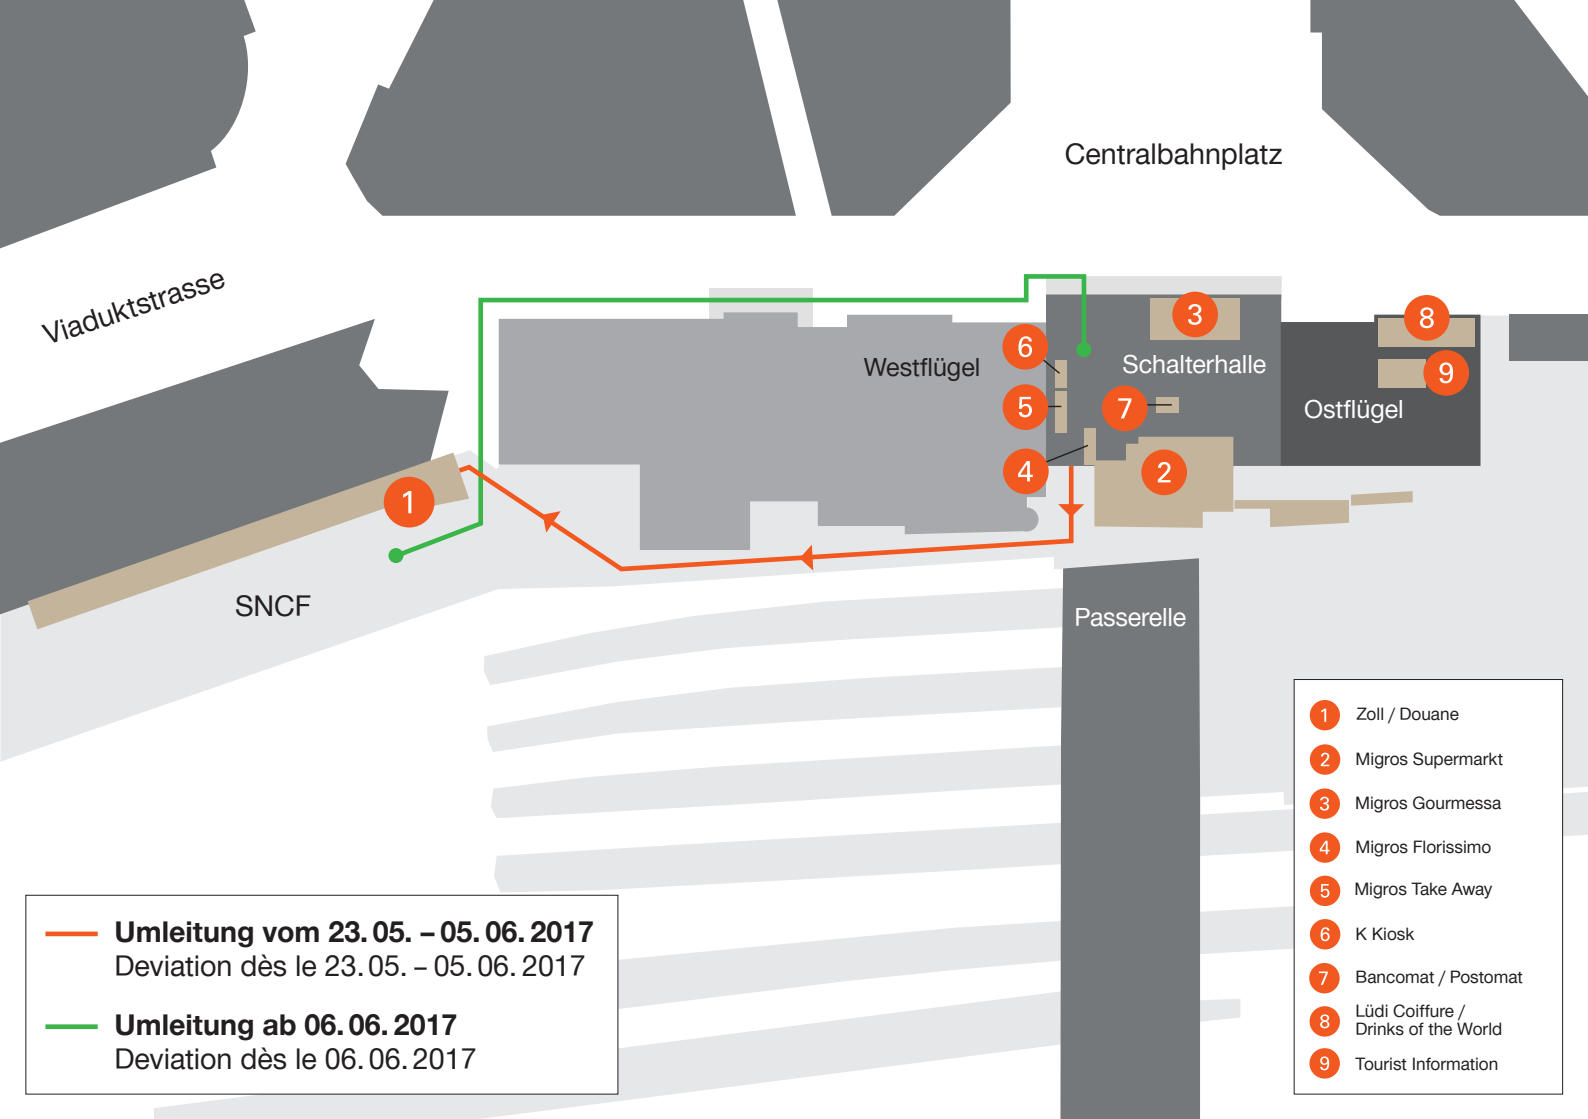 Centralbahnplatz
Viaduktstrasse
3
8
6
Westflügel
Schalterhalle
9
5
7
Ostflügel
4
2
1
SNCF
Passerelle
1 Zoll / Douane
2 Migros Supermarkt
3 Migros Gourmessa
4 Migros Florissimo
5 Migros Take Away
6 K Kiosk
7 Bancomat / Postomat
8 Lüdi Coiffure /
Drinks of the World
9 Tourist Information
Umleitung vom 23. 05. – 05. 06. 2017
Deviation dès le 23. 05. – 05. 06. 2017
Umleitung ab 06. 06. 2017
Deviation dès le 06. 06. 2017